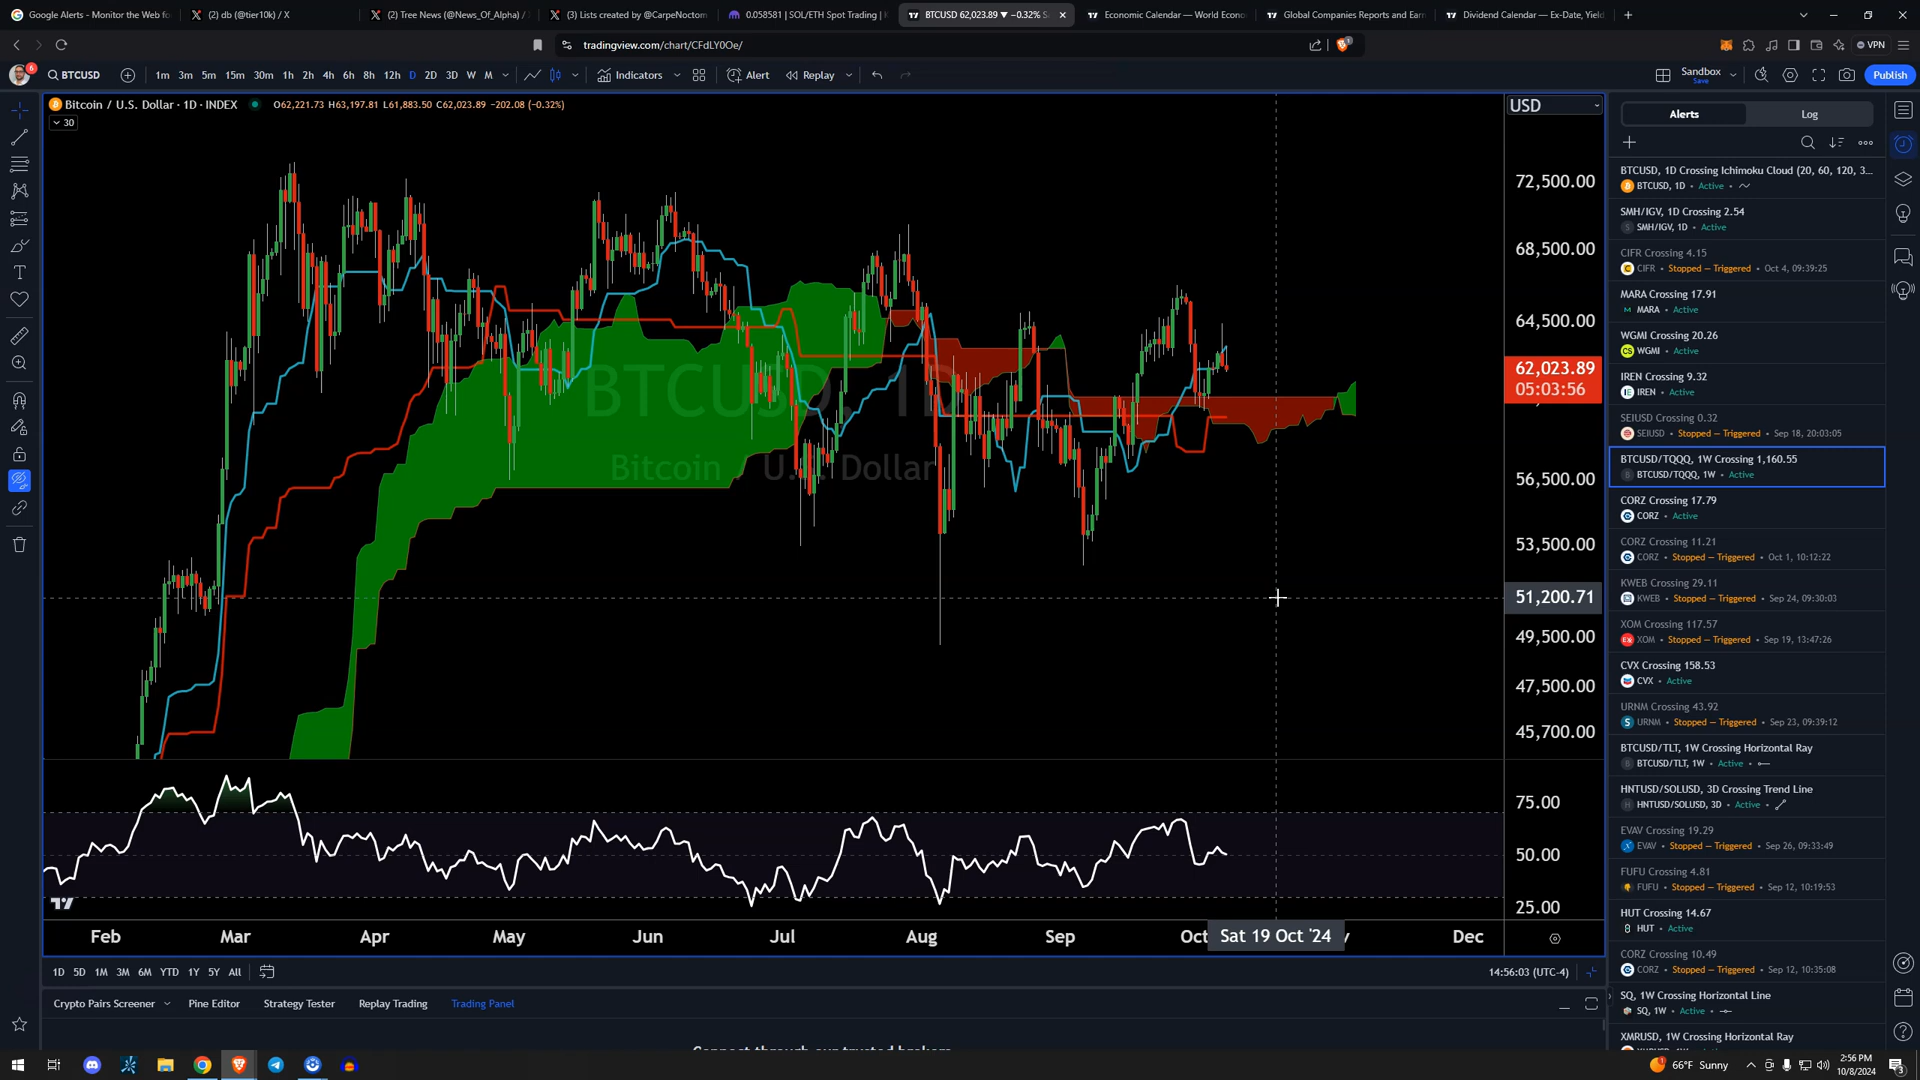 Google Alerts - Monitor the Web fo
(2) db (@tier10k) / X
(2) Tree News (@News_Of_Alpha) /
(3) Lists created by @CarpeNoctom
0.058581 | SOL/ETH Spot Trading |
BTCUSD 62,023.89 ▼ −0.32% S
Economic Calendar — World Econo
Global Companies Reports and Earn
Dividend Calendar — Ex-Date, Yield
tradingview.com/chart/CFdLY0Oe/
VPN
6
BTCUSD
1m 3m 5m 15m 30m 1h 2h 4h 6h 8h 12h D 2D 3D W M
Indicators
Alert
Replay
Sandbox
Save
Publish
Bitcoin / U.S. Dollar · 1D · INDEX
O62,221.73 H63,197.81 L61,883.50 C62,023.89 −202.08 (−0.32%)
30
USD
72,500.00
68,500.00
64,500.00
62,023.89
05:03:56
56,500.00
53,500.00
51,200.71
49,500.00
47,500.00
45,700.00
BTCUSD, 1D
Bitcoin / U.S. Dollar
75.00
50.00
25.00
Feb Mar Apr May Jun Jul Aug Sep Oct Sat 19 Oct '24 Dec
1D 5D 1M 3M 6M YTD 1Y 5Y All
14:56:03 (UTC-4)
Crypto Pairs Screener
Pine Editor
Strategy Tester
Replay Trading
Trading Panel
Connect through our trusted brokers
Alerts
Log
BTCUSD, 1D Crossing Ichimoku Cloud (20, 60, 120, 3...
BTCUSD, 1D • Active
SMH/IGV, 1D Crossing 2.54
SMH/IGV, 1D • Active
CIFR Crossing 4.15
CIFR • Stopped — Triggered • Oct 4, 09:39:25
MARA Crossing 17.91
MARA • Active
WGMI Crossing 20.26
WGMI • Active
IREN Crossing 9.32
IREN • Active
SEIUSD Crossing 0.32
SEIUSD • Stopped — Triggered • Sep 18, 20:03:05
BTCUSD/TQQQ, 1W Crossing 1,160.55
BTCUSD/TQQQ, 1W • Active
CORZ Crossing 17.79
CORZ • Active
CORZ Crossing 11.21
CORZ • Stopped — Triggered • Oct 1, 10:12:22
KWEB Crossing 29.11
KWEB • Stopped — Triggered • Sep 24, 09:30:03
XOM Crossing 117.57
XOM • Stopped — Triggered • Sep 19, 13:47:26
CVX Crossing 158.53
CVX • Active
URNM Crossing 43.92
URNM • Stopped — Triggered • Sep 23, 09:39:12
BTCUSD/TLT, 1W Crossing Horizontal Ray
BTCUSD/TLT, 1W • Active
HNTUSD/SOLUSD, 3D Crossing Trend Line
HNTUSD/SOLUSD, 3D • Active
EVAV Crossing 19.29
EVAV • Stopped — Triggered • Sep 26, 09:33:49
FUFU Crossing 4.81
FUFU • Stopped — Triggered • Sep 12, 10:19:53
HUT Crossing 14.67
HUT • Active
CORZ Crossing 10.49
CORZ • Stopped — Triggered • Sep 12, 10:35:08
SQ, 1W Crossing Horizontal Line
SQ, 1W • Active
XMRUSD, 1W Crossing Horizontal Ray
66°F Sunny
2:56 PM
10/8/2024